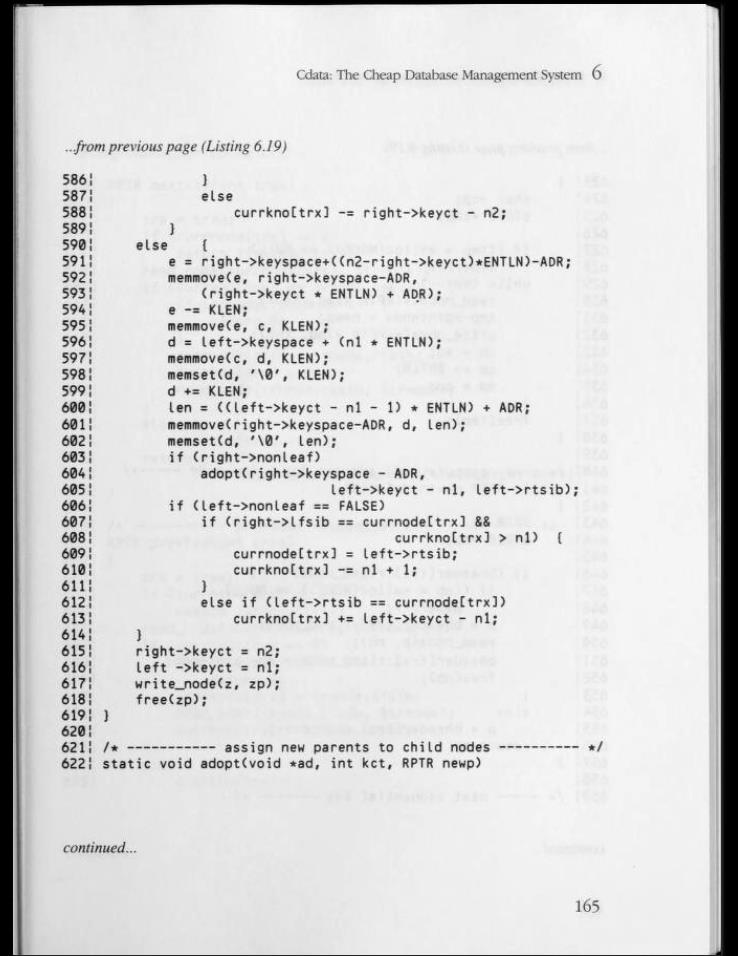 Cdata: The Cheap Database Management System 6
...from previous page (Listing 6.19)
586¦             }
587¦             else
588¦                 currkno[trx] -= right->keyct - n2;
589¦         }
590¦     else    {
591¦         e = right->keyspace+((n2-right->keyct)*ENTLN)-ADR;
592¦         memmove(e, right->keyspace-ADR,
593¦             (right->keyct * ENTLN) + ADR);
594¦         e -= KLEN;
595¦         memmove(e, c, KLEN);
596¦         d = left->keyspace + (n1 * ENTLN);
597¦         memmove(c, d, KLEN);
598¦         memset(d, '\0', KLEN);
599¦         d += KLEN;
600¦         len = ((left->keyct - n1 - 1) * ENTLN) + ADR;
601¦         memmove(right->keyspace-ADR, d, len);
602¦         memset(d, '\0', len);
603¦         if (right->nonleaf)
604¦             adopt(right->keyspace - ADR,
605¦                             left->keyct - n1, left->rtsib);
606¦         if (left->nonleaf == FALSE)
607¦             if (right->lfsib == currnode[trx] &&
608¦                                     currkno[trx] > n1)  {
609¦                 currnode[trx] = left->rtsib;
610¦                 currkno[trx] -= n1 + 1;
611¦             }
612¦             else if (left->rtsib == currnode[trx])
613¦                 currkno[trx] += left->keyct - n1;
614¦     }
615¦     right->keyct = n2;
616¦     left ->keyct = n1;
617¦     write_node(z, zp);
618¦     free(zp);
619¦ }
620¦
621¦ /* ----------- assign new parents to child nodes ---------- */
622¦ static void adopt(void *ad, int kct, RPTR newp)
continued...
165